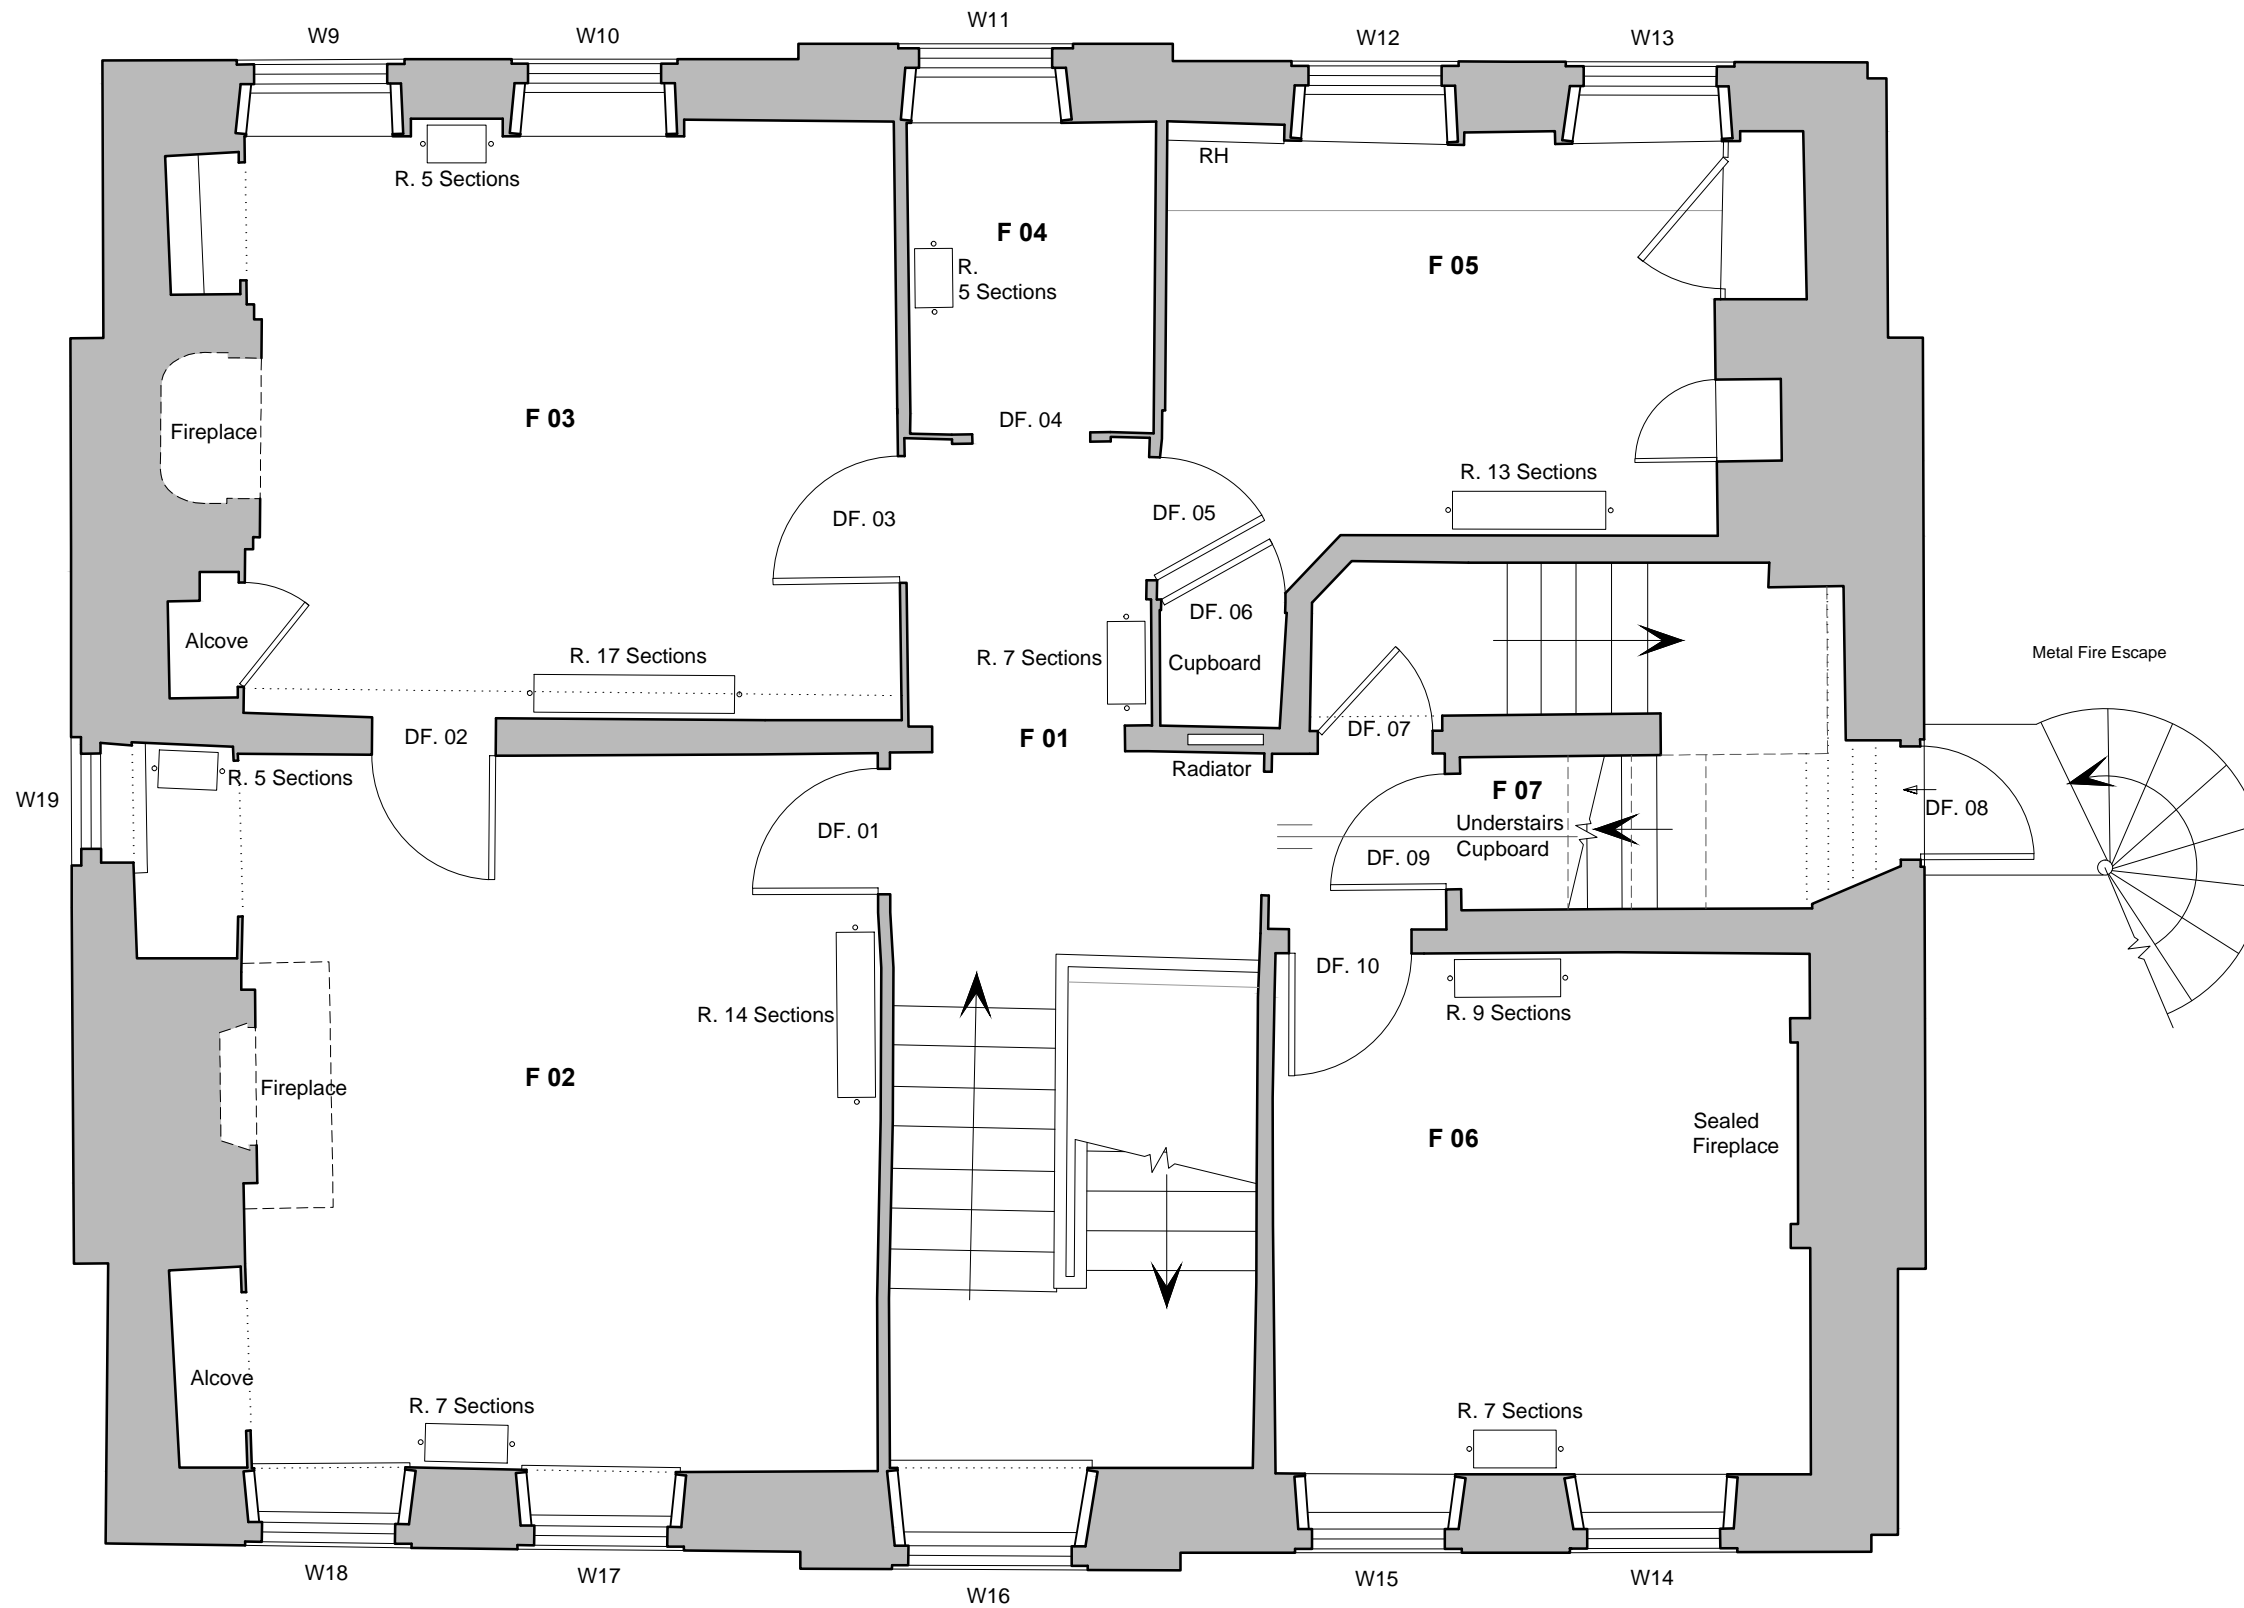 W11
W9
W10
W12
W13
R. 5 Sections
RH
F 04
R.
5 Sections
F 05
F 03
DF. 04
Fireplace
R. 13 Sections
DF. 03
DF. 05
DF. 06
Alcove
R. 17 Sections
R. 7 Sections
Cupboard
Metal Fire Escape
DF. 02
F 01
DF. 07
Radiator
R. 5 Sections
W19
F 07
DF. 08
Understairs
Cupboard
DF. 01
DF. 09
DF. 10
R. 14 Sections
R. 9 Sections
F 02
Fireplace
F 06
Sealed
Fireplace
Alcove
R. 7 Sections
R. 7 Sections
W18
W17
W16
W15
W14